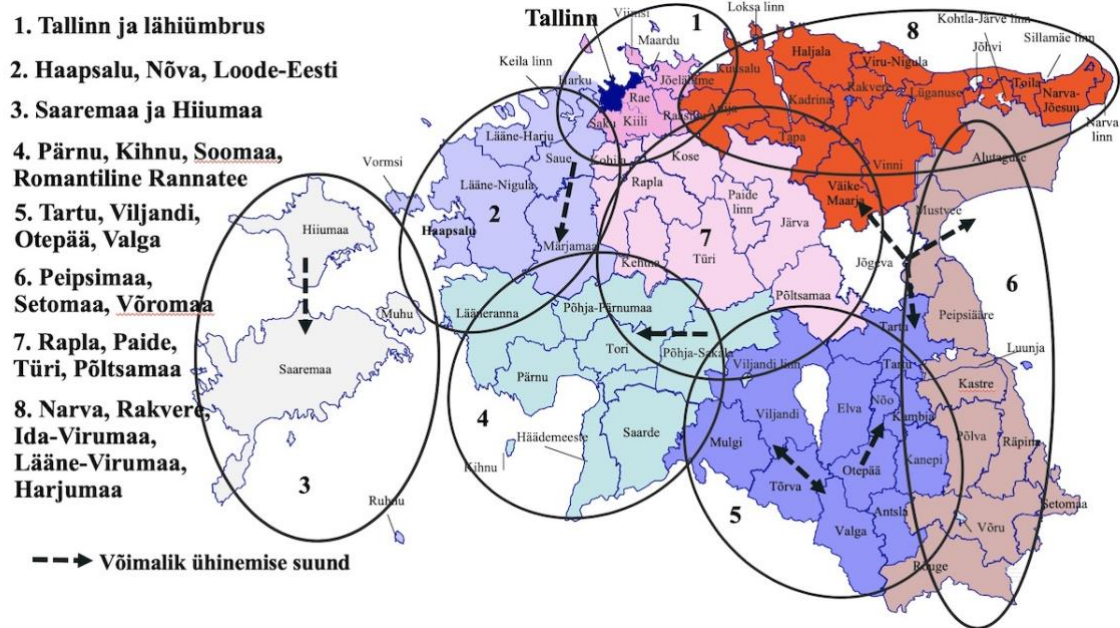 1. Tallinn ja lähiümbrus
2. Haapsalu, Nõva, Loode-Eesti
3. Saaremaa ja Hiiumaa
4. Pärnu, Kihnu, Soomaa,
Romantiline Rannatee
5. Tartu, Viljandi,
Otepää, Valga
6. Peipsimaa,
Setomaa, Võromaa
7. Rapla, Paide,
Türi, Põltsamaa
8. Narva, Rakvere,
Ida-Virumaa,
Lääne-Virumaa,
Harjumaa
Võimalik ühinemise suund
Tallinn
Viimsi
1
Loksa linn
Kohtla-Järve linn
8
Maardu
Haljala
Jõhvi
Sillamäe linn
Keila linn
Harku
Jõelähtme
Kuusalu
Viru-Nigula
Toila
Narva-
Jõesuu
Rae
Anija
Kadrina
Rakvere
Lüganuse
Saku
Kiili
Raasiku
Narva
linn
Lääne-Harju
Tapa
Saue
Kohila
Kose
Vinni
Alutaguse
Vormsi
Lääne-Nigula
Rapla
Paide
linn
Väike-
Maarja
Mustvee
2
Haapsalu
Märjamaa
Järva
7
Hiiumaa
Kehtna
Türi
Jõgeva
6
Põltsamaa
Muhu
Lääneranna
Põhja-Pärnumaa
Peipsiääre
Tartu
Tori
Põhja-Sakala
Luunja
Saaremaa
Viljandi linn
Tartu
Pärnu
Kastre
Nõo
Elva
4
Viljandi
Kambja
Häädemeeste
Saarde
Mulgi
Põlva
Räpina
Kihnu
Otepää
Kanepi
3
Tõrva
Setomaa
Ruhnu
5
Antsla
Valga
Võru
Rõuge